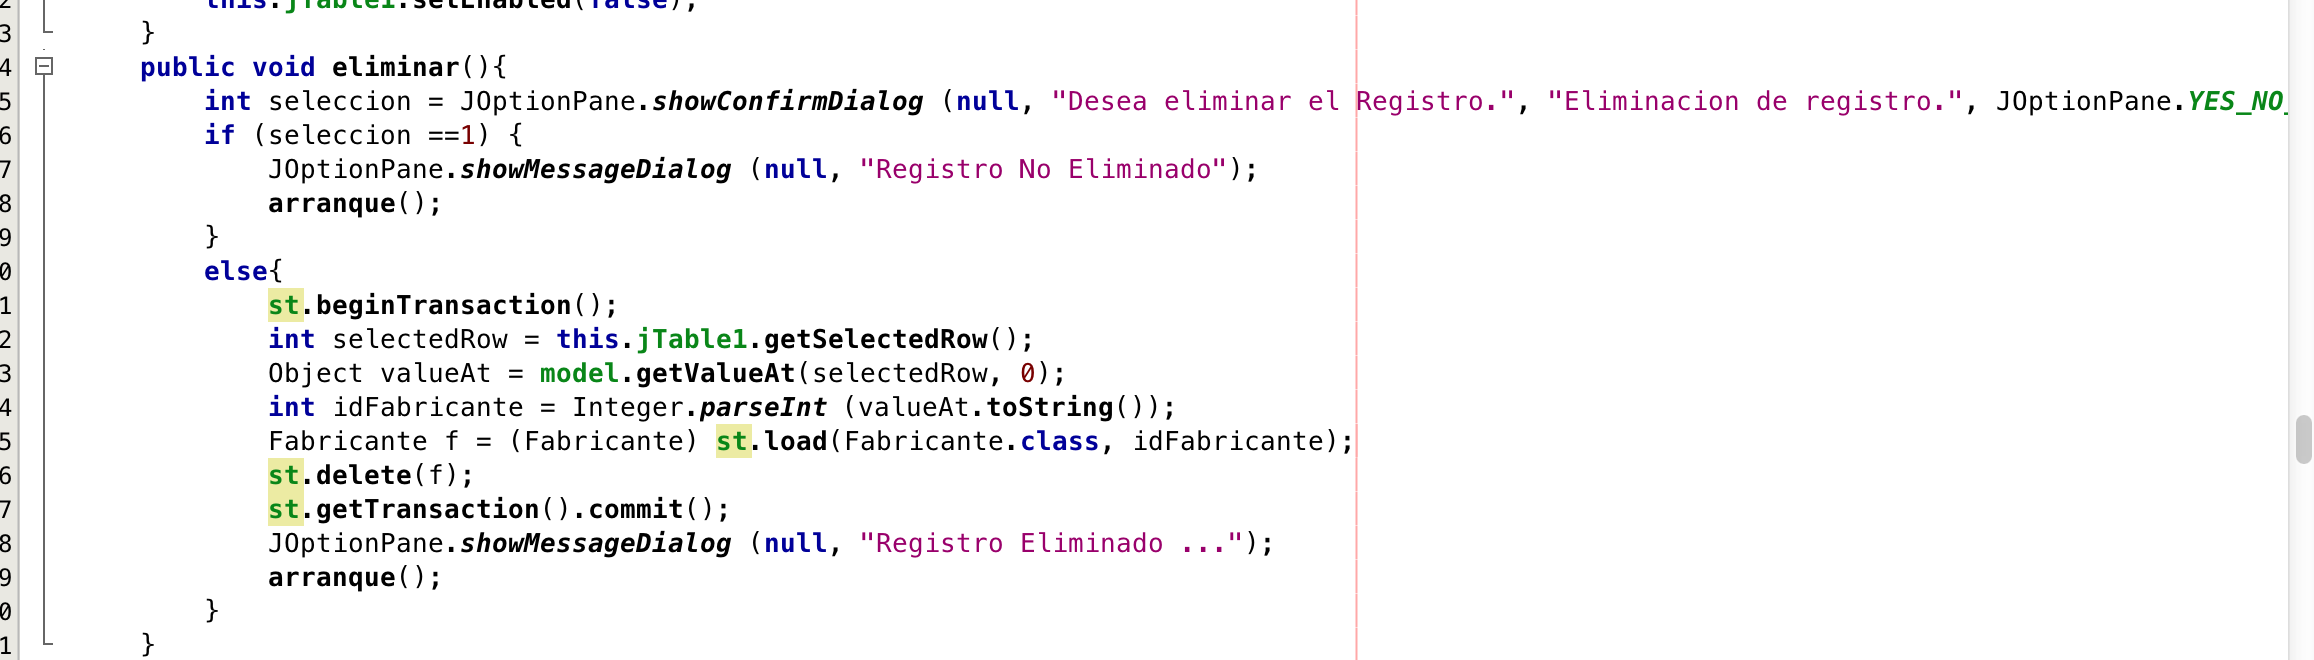 this.jTable1.setEnabled(false);
3 }
4 public void eliminar(){
5 int seleccion = JOptionPane.showConfirmDialog (null, "Desea eliminar el Registro.", "Eliminacion de registro.", JOptionPane.YES_NO_
6 if (seleccion ==1) {
7 JOptionPane.showMessageDialog (null, "Registro No Eliminado");
8 arranque();
9 }
0 else{
1 st.beginTransaction();
2 int selectedRow = this.jTable1.getSelectedRow();
3 Object valueAt = model.getValueAt(selectedRow, 0);
4 int idFabricante = Integer.parseInt (valueAt.toString());
5 Fabricante f = (Fabricante) st.load(Fabricante.class, idFabricante);
6 st.delete(f);
7 st.getTransaction().commit();
8 JOptionPane.showMessageDialog (null, "Registro Eliminado ...");
9 arranque();
0 }
1 }